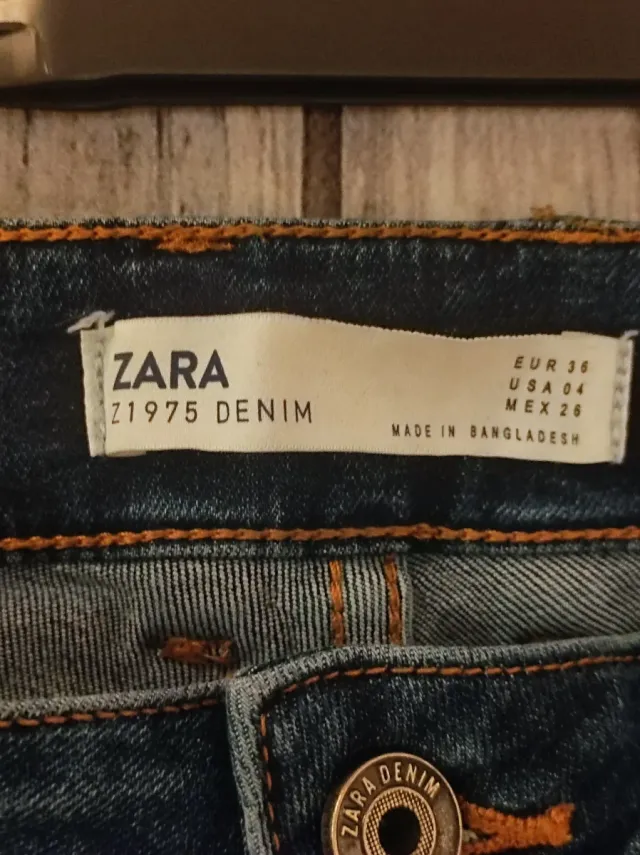 ZARA
Z1975 DENIM
EUR 36
USA 04
MEX 26
MADE IN BANGLADESH
ZARA DENIM